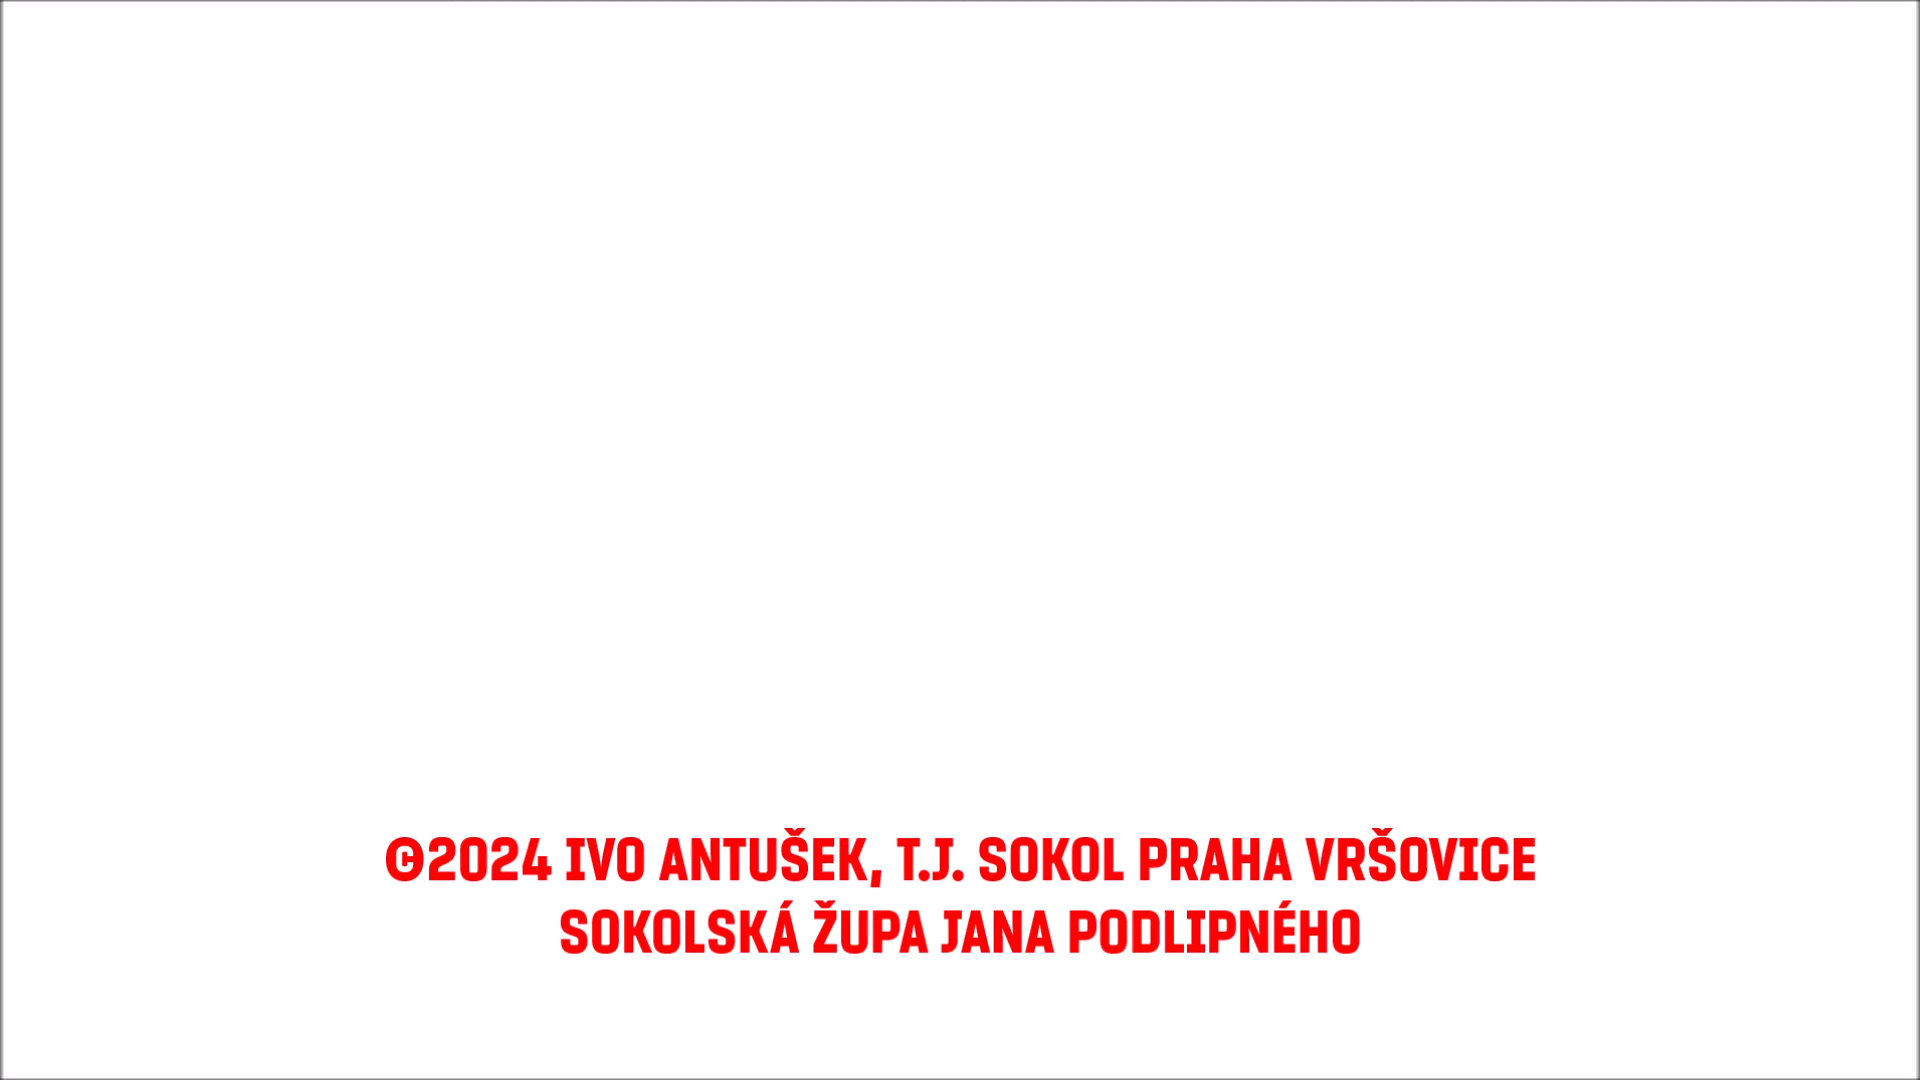 ©2024 IVO ANTUŠEK, T.J. SOKOL PRAHA VRŠOVICE
SOKOLSKÁ ŽUPA JANA PODLIPNÉHO